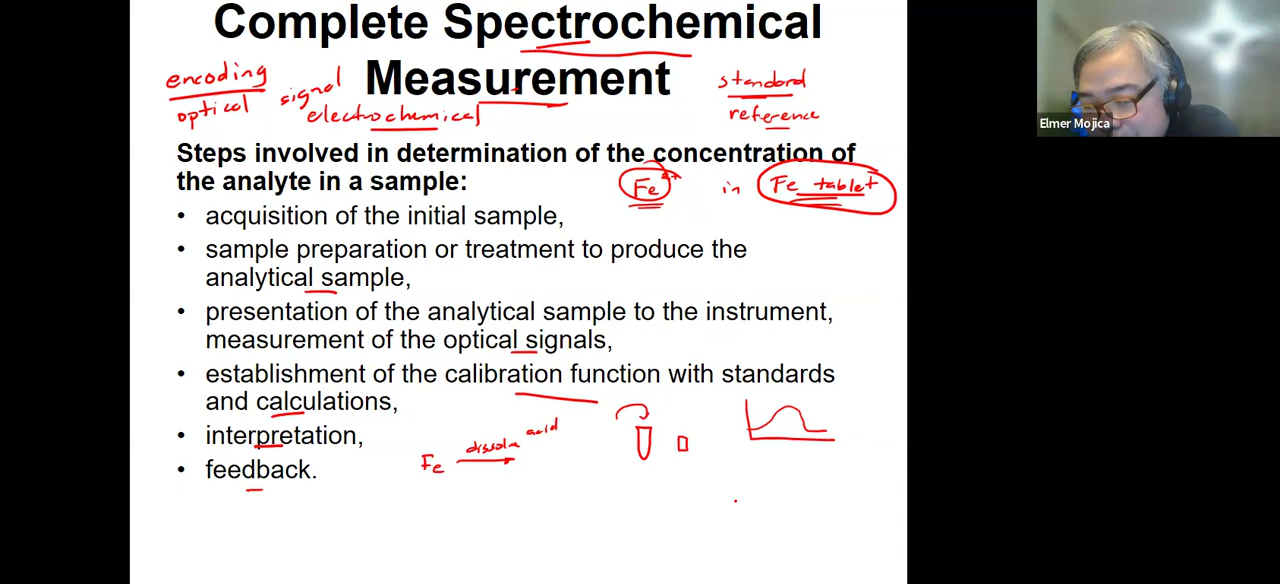 Complete Spectrochemical
Measurement
encoding
optical
signal
electrochemical
standard
reference
Elmer Mojica
Steps involved in determination of the concentration of
the analyte in a sample:
Fe²⁺ in Fe tablet
• acquisition of the initial sample,
• sample preparation or treatment to produce the
analytical sample,
• presentation of the analytical sample to the instrument,
measurement of the optical signals,
• establishment of the calibration function with standards
and calculations,
• interpretation,
Fe dissolve acid
• feedback.